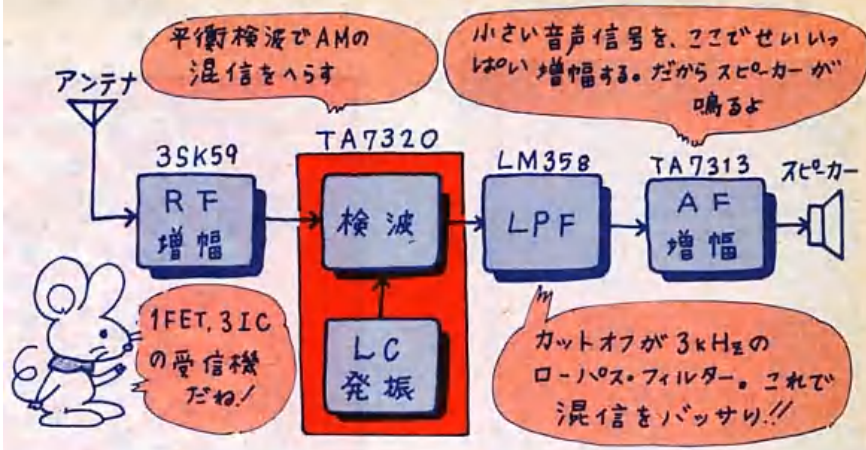 平衡検波でAMの
混信をへらす
小さい音声信号を、ここでせいいっ
ぱい増幅する。だからスピーカーが
鳴るよ
アンテナ
3SK59
TA7320
LM358
TA7313
スピーカー
RF
増幅
検波
LPF
AF
増幅
LC
発振
1FET,3IC
の受信機
だね!
カットオフが3kHzの
ローパス・フィルター。これで
混信をバッサリ!!